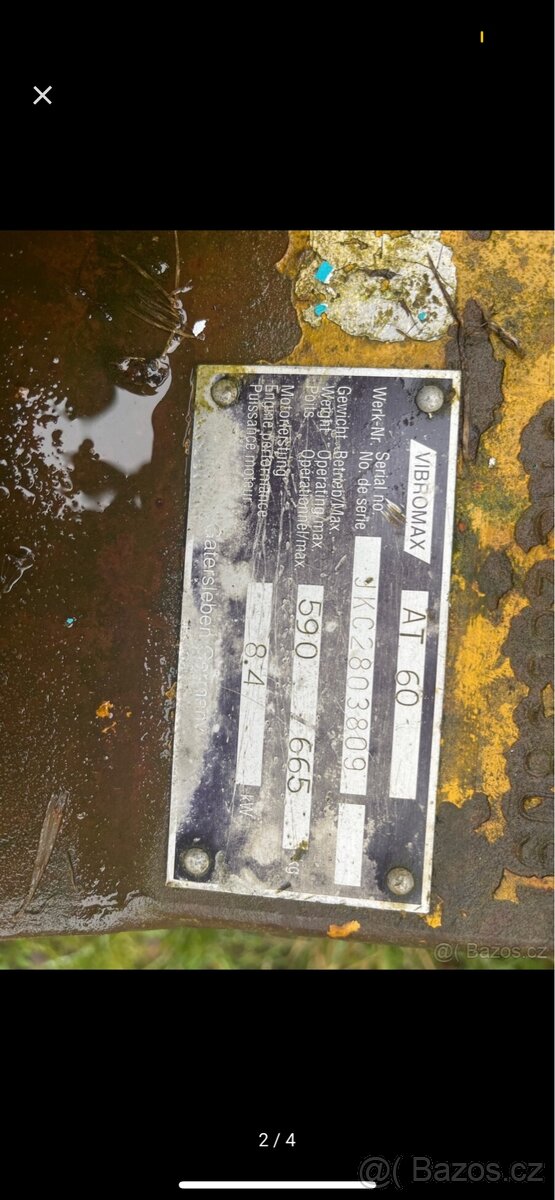 VIBROMAX AT 60
Werk-Nr. Serial no.
No. de serie JKC2803809
Gewicht Betrieb/Max
Weight Operating/max
Poids Opérationnel/max 590 /665 kg
Motorleistung
Engine performance
Puissance moteur 8.4 kW
Gatersleben Germany
@( Bazos.cz
2 / 4
@( Bazos.cz